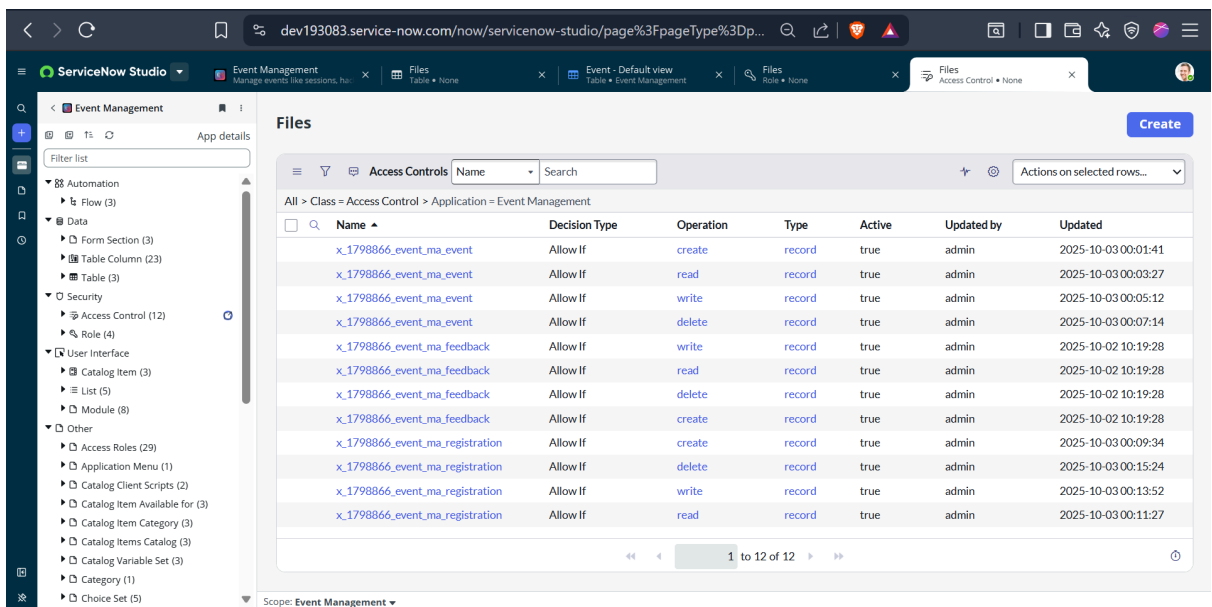 dev193083.service-now.com/now/servicenow-studio/page%3FpageType%3Dp...
ServiceNow Studio
Event Management
Manage events like sessions, hac
Files
Table • None
Event - Default view
Table • Event Management
Files
Role • None
Files
Access Control • None
Event Management
App details
Filter list
Automation
Flow (3)
Data
Form Section (3)
Table Column (23)
Table (3)
Security
Access Control (12)
Role (4)
User Interface
Catalog Item (3)
List (5)
Module (8)
Other
Access Roles (29)
Application Menu (1)
Catalog Client Scripts (2)
Catalog Item Available for (3)
Catalog Item Category (3)
Catalog Items Catalog (3)
Catalog Variable Set (3)
Category (1)
Choice Set (5)
Files
Create
Access Controls Name Search Actions on selected rows...
All > Class = Access Control > Application = Event Management
Name Decision Type Operation Type Active Updated by Updated
x_1798866_event_ma_event Allow If create record true admin 2025-10-03 00:01:41
x_1798866_event_ma_event Allow If read record true admin 2025-10-03 00:03:27
x_1798866_event_ma_event Allow If write record true admin 2025-10-03 00:05:12
x_1798866_event_ma_event Allow If delete record true admin 2025-10-03 00:07:14
x_1798866_event_ma_feedback Allow If write record true admin 2025-10-02 10:19:28
x_1798866_event_ma_feedback Allow If read record true admin 2025-10-02 10:19:28
x_1798866_event_ma_feedback Allow If delete record true admin 2025-10-02 10:19:28
x_1798866_event_ma_feedback Allow If create record true admin 2025-10-02 10:19:28
x_1798866_event_ma_registration Allow If create record true admin 2025-10-03 00:09:34
x_1798866_event_ma_registration Allow If delete record true admin 2025-10-03 00:15:24
x_1798866_event_ma_registration Allow If write record true admin 2025-10-03 00:13:52
x_1798866_event_ma_registration Allow If read record true admin 2025-10-03 00:11:27
1 to 12 of 12
Scope: Event Management